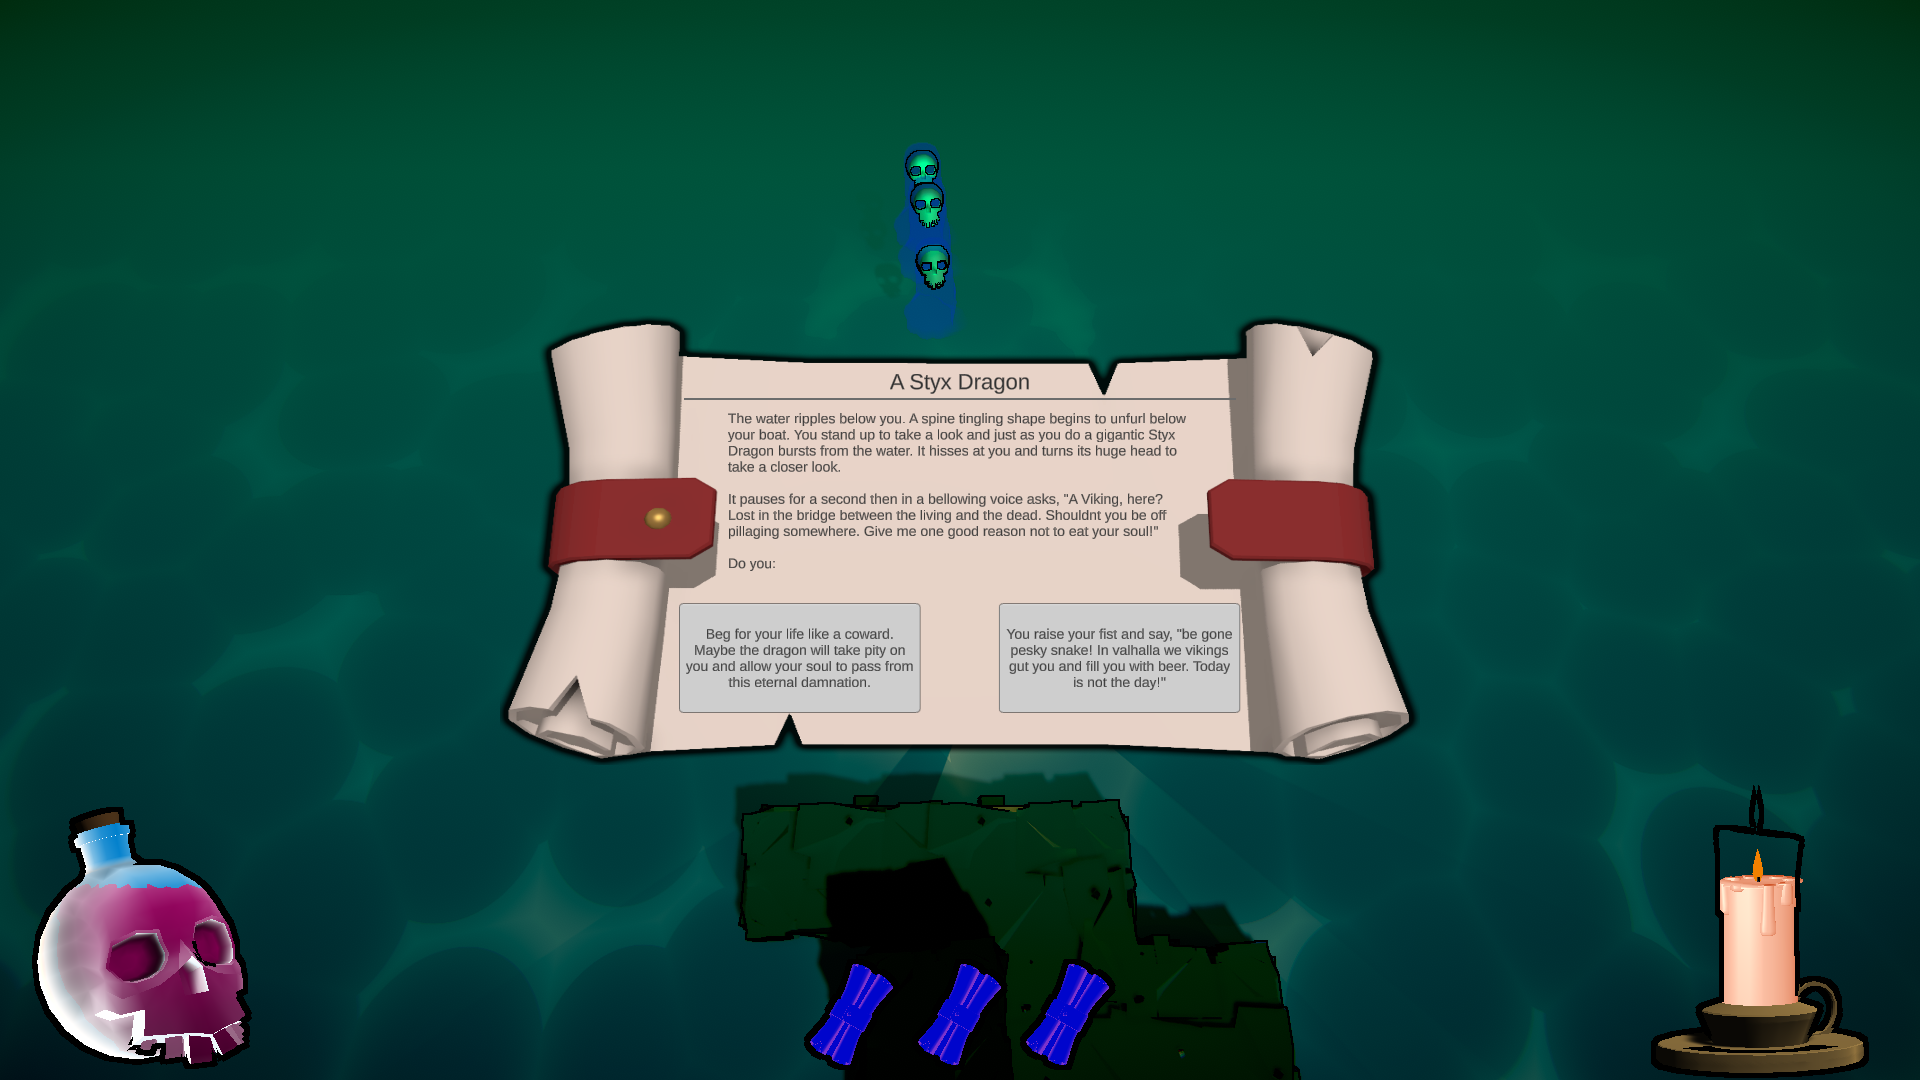 A Styx Dragon
The water ripples below you. A spine tingling shape begins to unfurl below
your boat. You stand up to take a look and just as you do a gigantic Styx
Dragon bursts from the water. It hisses at you and turns its huge head to
take a closer look.
It pauses for a second then in a bellowing voice asks, "A Viking, here?
Lost in the bridge between the living and the dead. Shouldnt you be off
pillaging somewhere. Give me one good reason not to eat your soul!"
Do you:
Beg for your life like a coward.
Maybe the dragon will take pity on
you and allow your soul to pass from
this eternal damnation.
You raise your fist and say, "be gone
pesky snake! In valhalla we vikings
gut you and fill you with beer. Today
is not the day!"